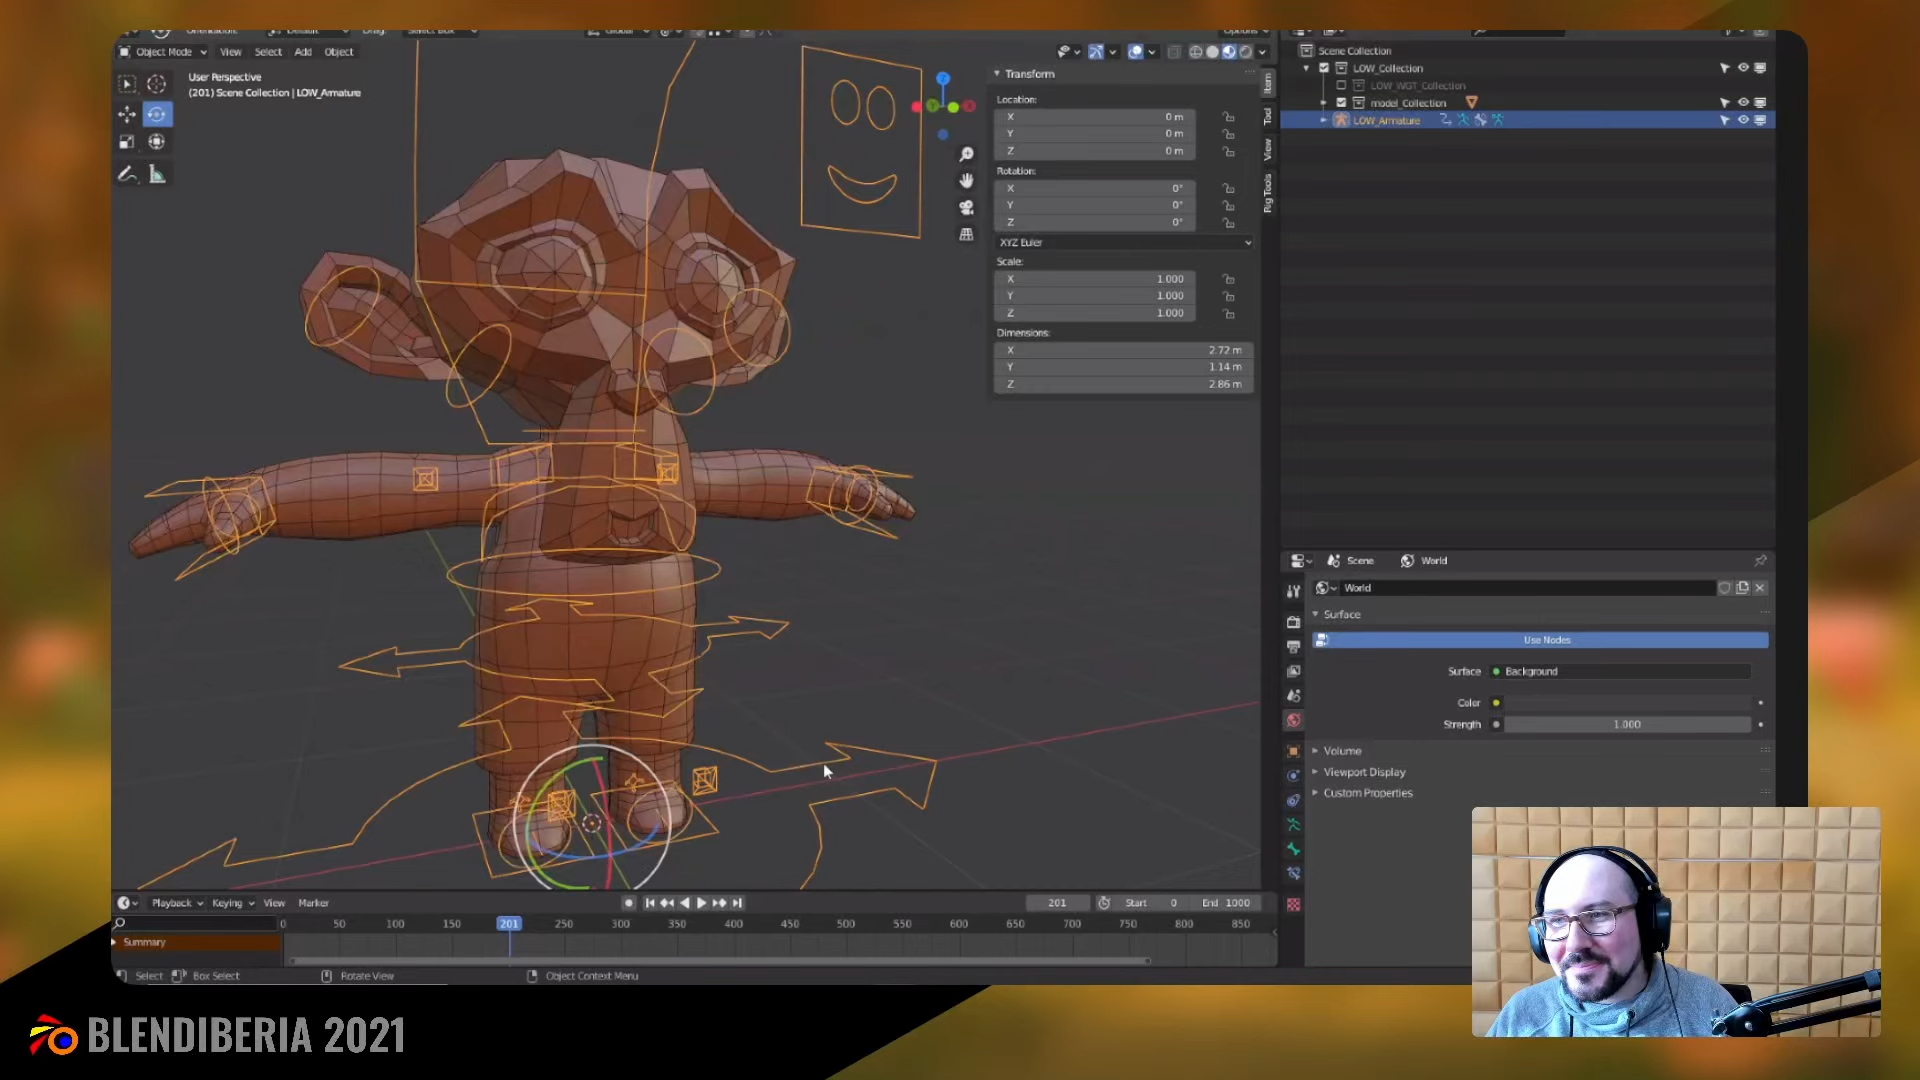 Object Mode View Select Add Object
User Perspective
(201) Scene Collection | LOW_Armature
Transform
Location:
X 0 m
Y 0 m
Z 0 m
Rotation:
X 0°
Y 0°
Z 0°
XYZ Euler
Scale:
X 1.000
Y 1.000
Z 1.000
Dimensions:
X 2.72 m
Y 1.14 m
Z 2.86 m
Item
Tool
View
Rig Tools
Scene Collection
LOW_Collection
LOW_WGT_Collection
model_Collection
LOW_Armature
Scene World
World
Surface
Use Nodes
Surface Background
Color
Strength 1.000
Volume
Viewport Display
Custom Properties
Playback Keying View Marker
201 Start 0 End 1000
0 50 100 150 201 250 300 350 400 450 500 550 600 650 700 750 800 850
Summary
Select Box Select Rotate View Object Context Menu
BLENDIBERIA 2021